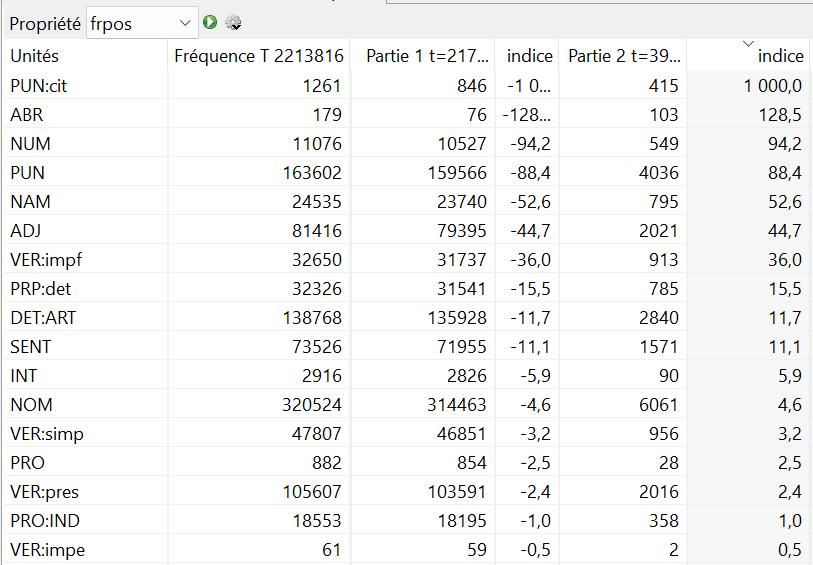 Propriété frpos
Unités Fréquence T 2213816 Partie 1 t=217... indice Partie 2 t=39... indice
PUN:cit 1261 846 -1 0... 415 1 000,0
ABR 179 76 -128... 103 128,5
NUM 11076 10527 -94,2 549 94,2
PUN 163602 159566 -88,4 4036 88,4
NAM 24535 23740 -52,6 795 52,6
ADJ 81416 79395 -44,7 2021 44,7
VER:impf 32650 31737 -36,0 913 36,0
PRP:det 32326 31541 -15,5 785 15,5
DET:ART 138768 135928 -11,7 2840 11,7
SENT 73526 71955 -11,1 1571 11,1
INT 2916 2826 -5,9 90 5,9
NOM 320524 314463 -4,6 6061 4,6
VER:simp 47807 46851 -3,2 956 3,2
PRO 882 854 -2,5 28 2,5
VER:pres 105607 103591 -2,4 2016 2,4
PRO:IND 18553 18195 -1,0 358 1,0
VER:impe 61 59 -0,5 2 0,5